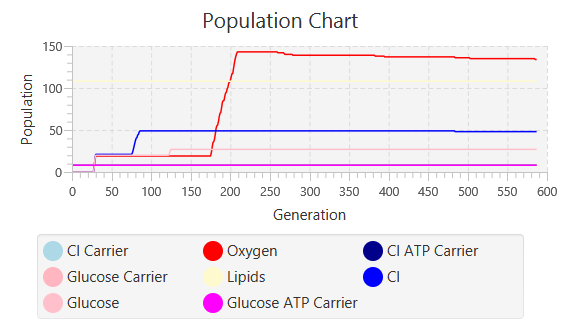 Population Chart
Population
150
100
50
0
0 50 100 150 200 250 300 350 400 450 500 550 600
Generation
Cl Carrier Oxygen Cl ATP Carrier
Glucose Carrier Lipids Cl
Glucose Glucose ATP Carrier